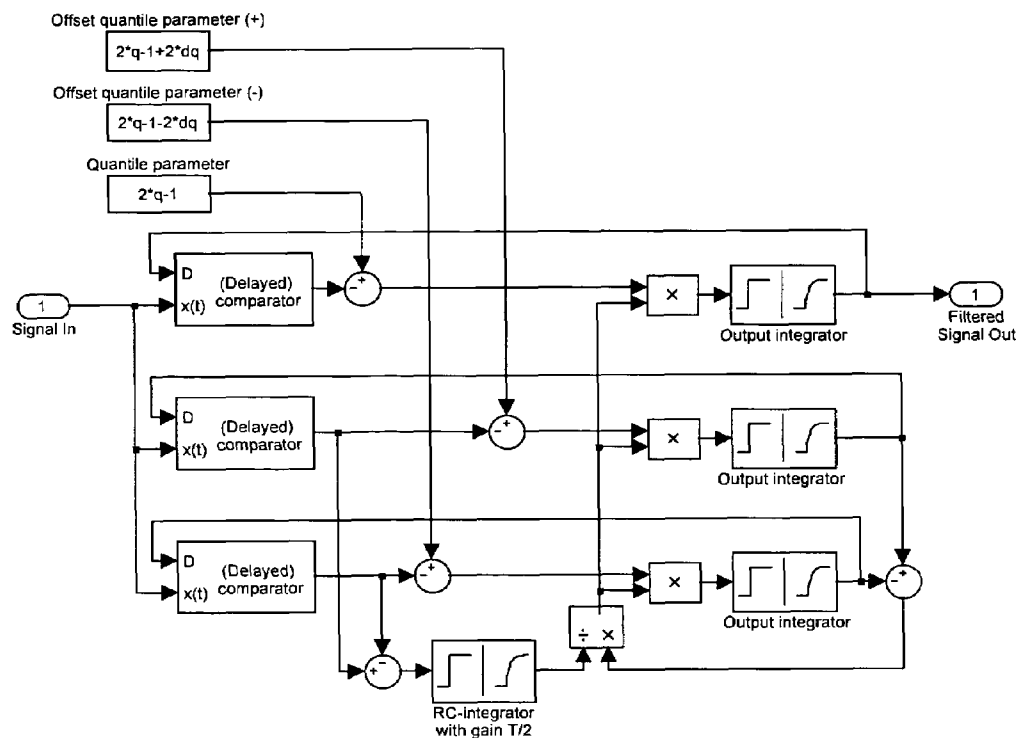 Offset quantile parameter (+)
2*q-1+2*dq
Offset quantile parameter (-)
2*q-1-2*dq
Quantile parameter
2*q-1
1
Signal In
D
x(t)
(Delayed)
comparator
-
+
×
Output integrator
1
Filtered
Signal Out
D
x(t)
(Delayed)
comparator
-
+
×
Output integrator
D
x(t)
(Delayed)
comparator
-
+
×
Output integrator
-
+
÷ ×
+
-
RC-integrator
with gain T/2